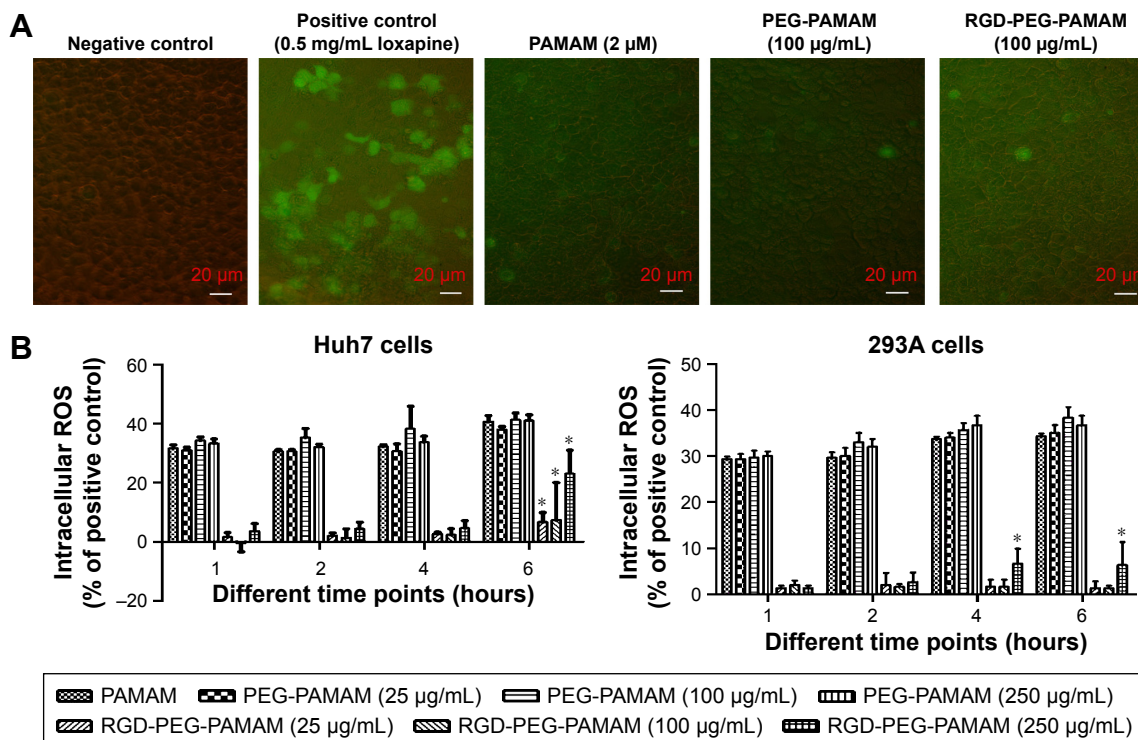 A
Negative control
Positive control
(0.5 mg/mL loxapine)
PAMAM (2 µM)
PEG-PAMAM
(100 µg/mL)
RGD-PEG-PAMAM
(100 µg/mL)
20 µm
20 µm
20 µm
20 µm
20 µm
B
Huh7 cells
Intracellular ROS
(% of positive control)
60
40
20
0
–20
* * *
1 2 4 6
Different time points (hours)
293A cells
Intracellular ROS
(% of positive control)
50
40
30
20
10
0
* *
1 2 4 6
Different time points (hours)
PAMAM
PEG-PAMAM (25 µg/mL)
PEG-PAMAM (100 µg/mL)
PEG-PAMAM (250 µg/mL)
RGD-PEG-PAMAM (25 µg/mL)
RGD-PEG-PAMAM (100 µg/mL)
RGD-PEG-PAMAM (250 µg/mL)